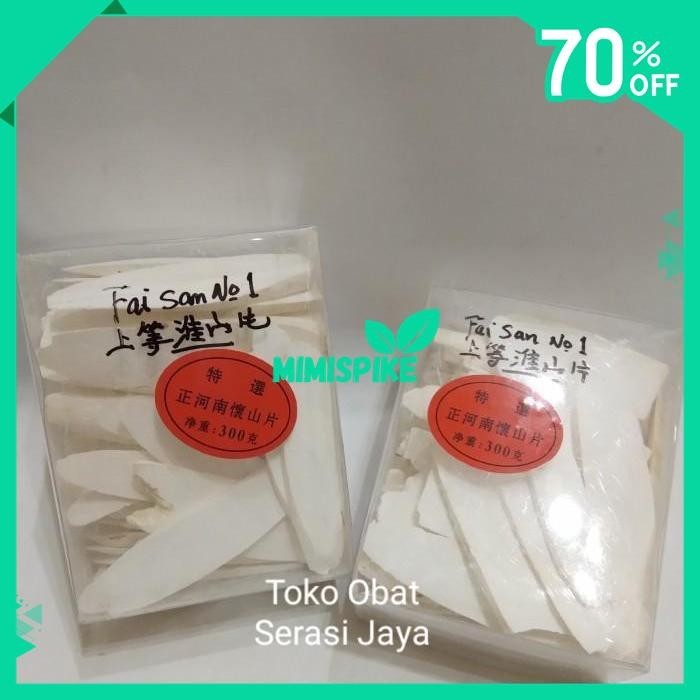 70%
OFF
Fai San No 1
上等淮山片
特 選
正河南懷山片
净重:300克
MIMISPIKE
Fai San No 1
上等淮山片
特 選
正河南懷山片
净重:300克
Toko Obat
Serasi Jaya